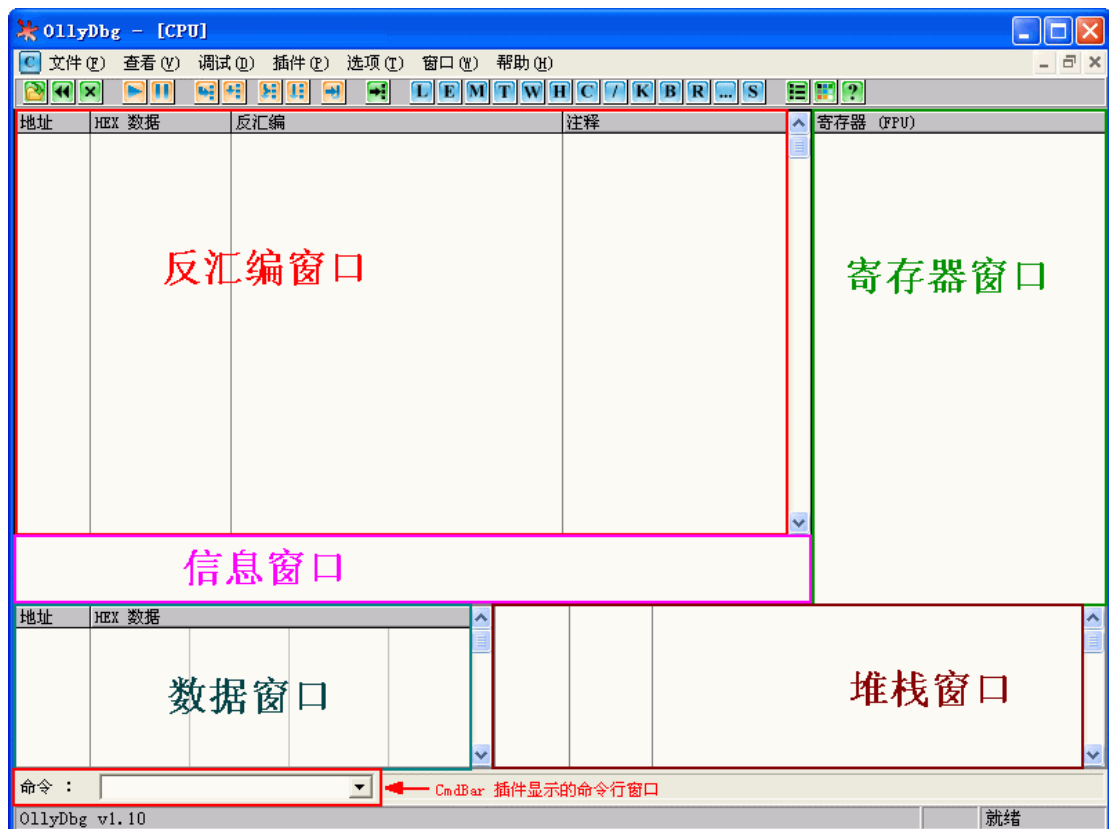 OllyDbg - [CPU]
C 文件(F) 查看(V) 调试(D) 插件(P) 选项(T) 窗口(W) 帮助(H)
L E M T W H C / K B R ... S ?
地址 HEX 数据 反汇编 注释 寄存器 (FPU)
反汇编窗口 寄存器窗口
信息窗口
地址 HEX 数据
数据窗口 堆栈窗口
命令 : CmdBar 插件显示的命令行窗口
OllyDbg v1.10 就绪